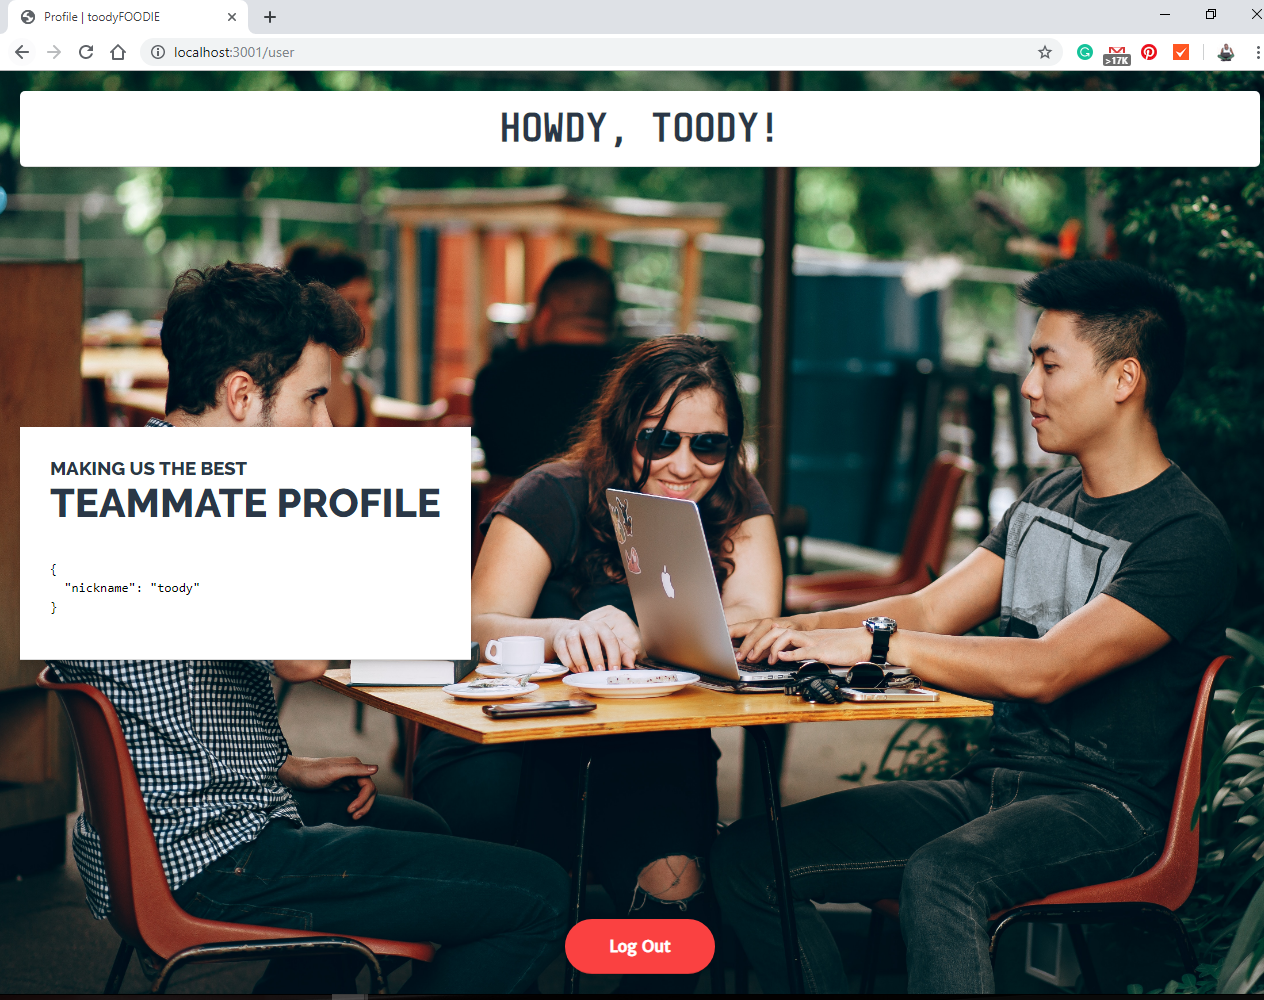 Profile | toodyFOODIE
localhost:3001/user
>17K
HOWDY, TOODY!
MAKING US THE BEST
TEAMMATE PROFILE
{
"nickname": "toody"
}
Log Out